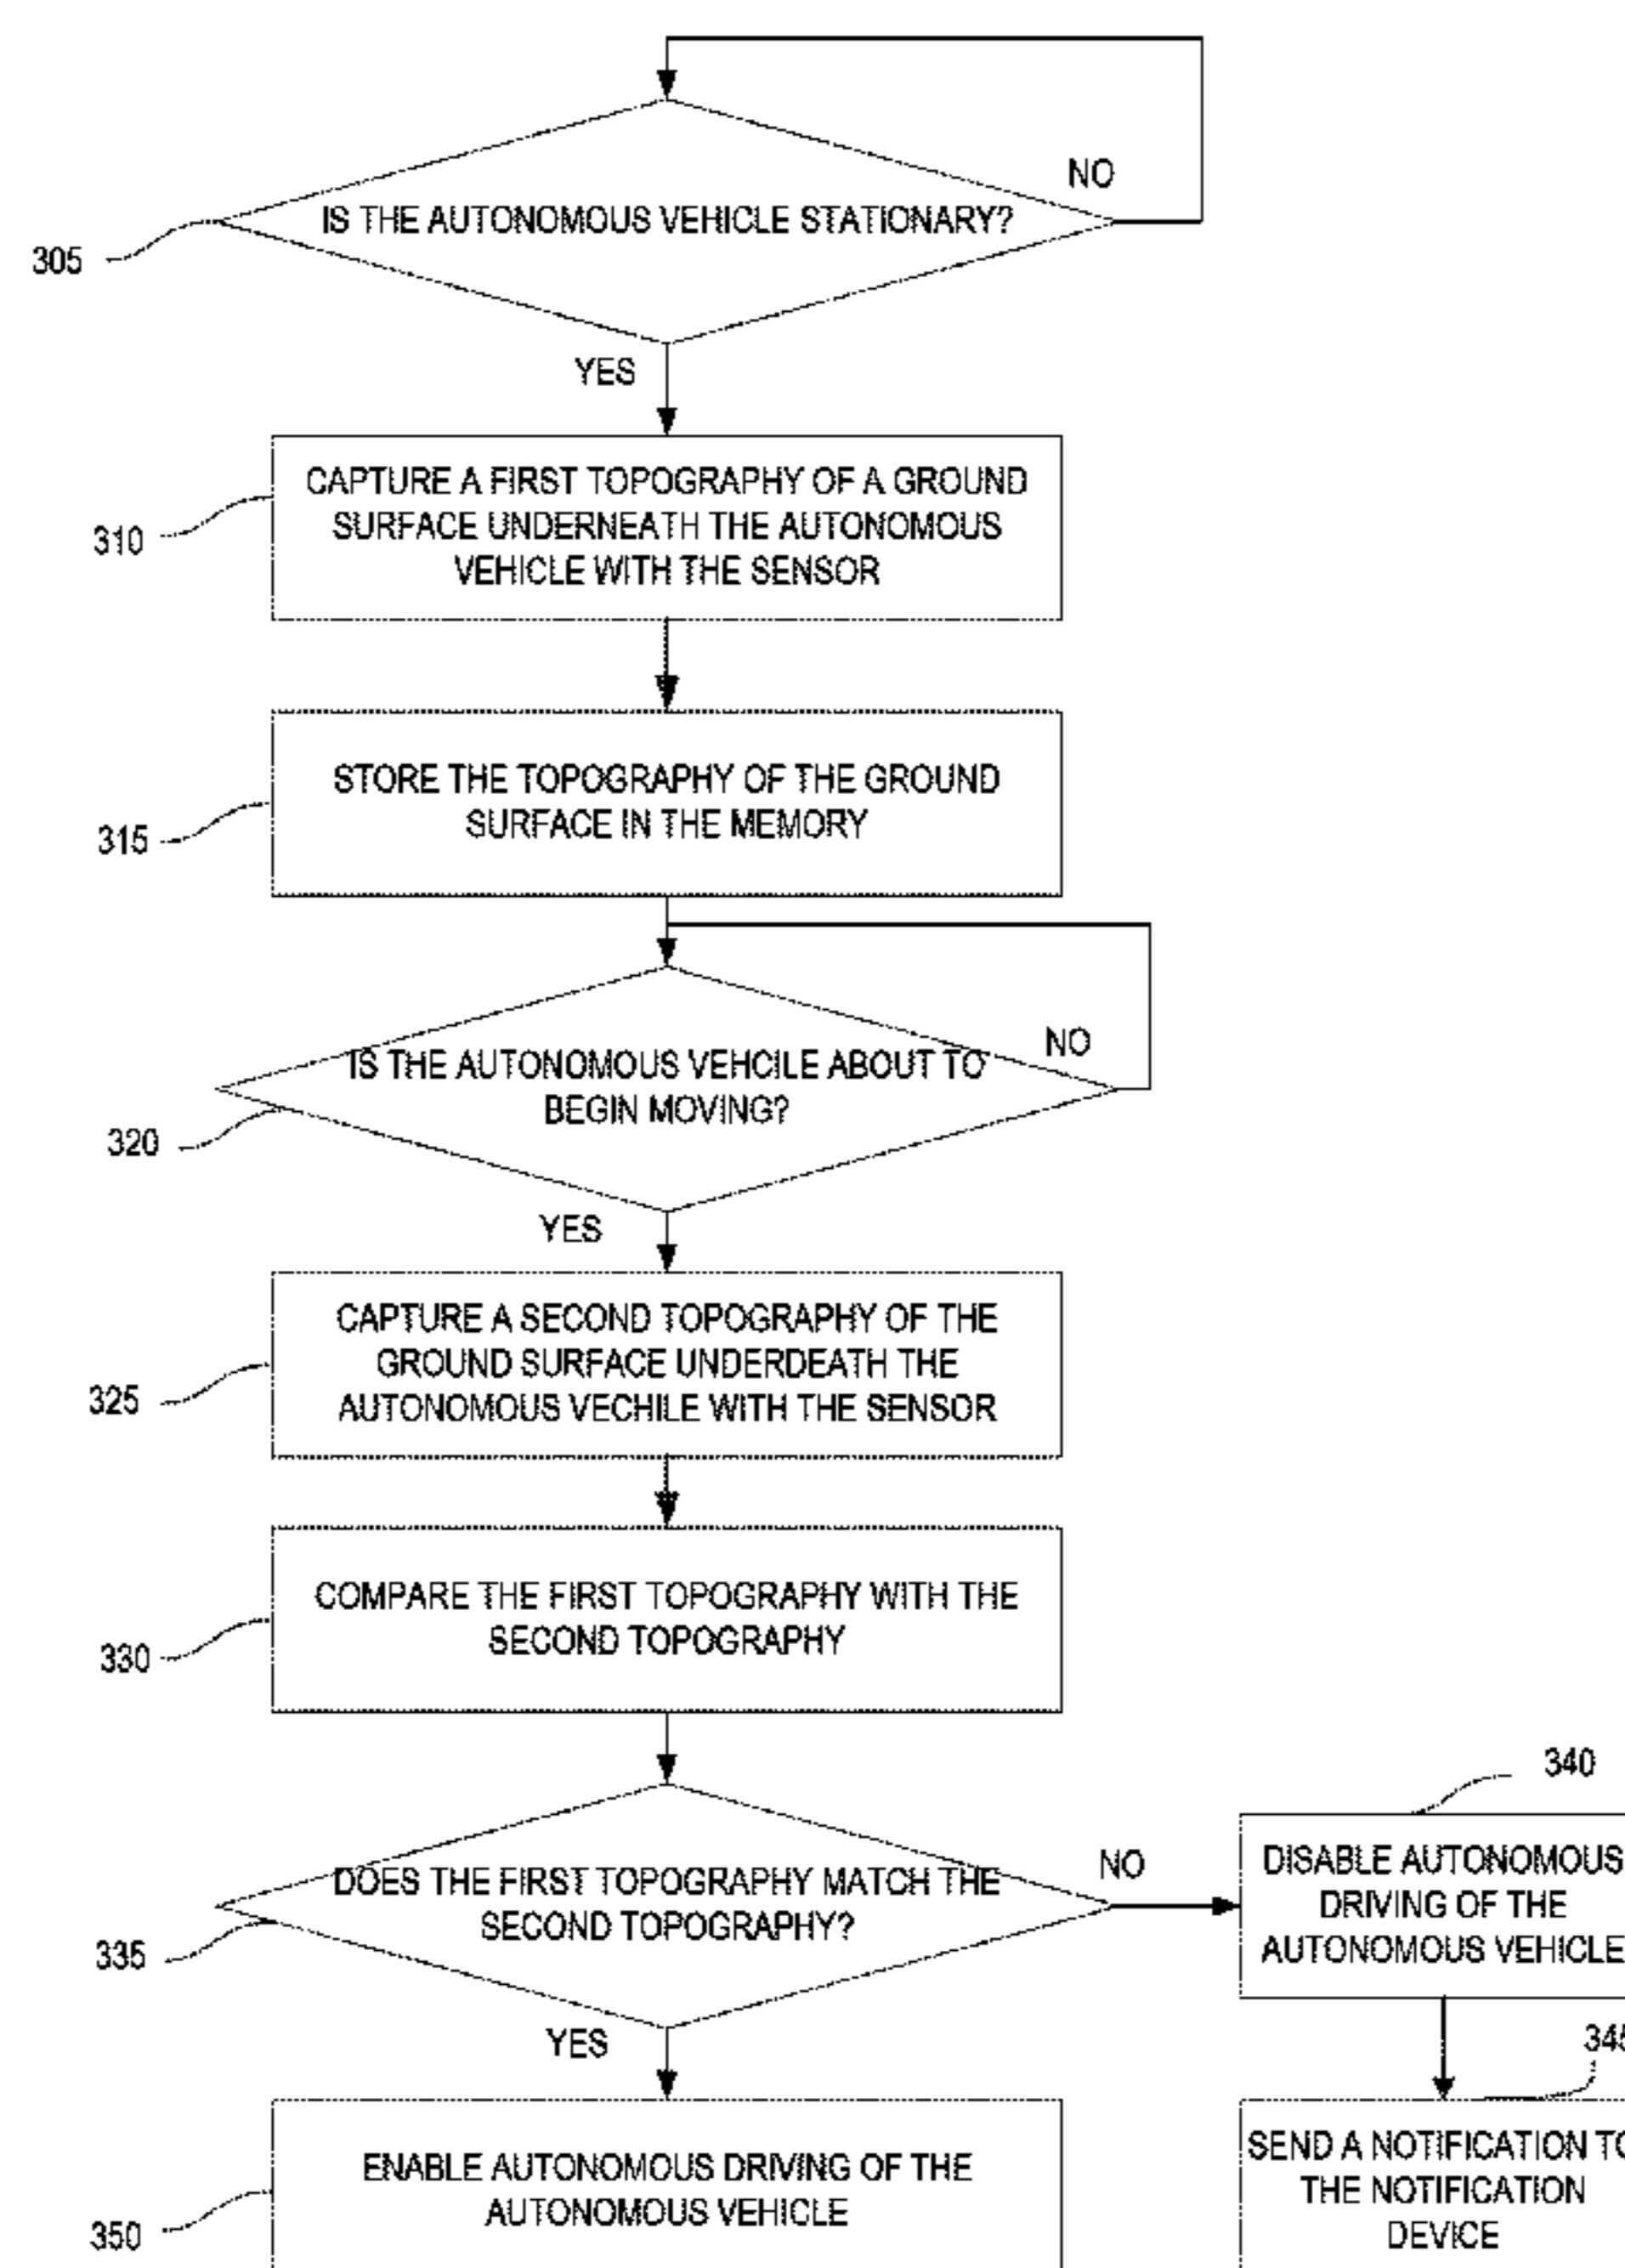 NO
IS THE AUTONOMOUS VEHICLE STATIONARY?
305
YES
CAPTURE A FIRST TOPOGRAPHY OF A GROUND
SURFACE UNDERNEATH THE AUTONOMOUS
VEHICLE WITH THE SENSOR
310
STORE THE TOPOGRAPHY OF THE GROUND
SURFACE IN THE MEMORY
315
NO
IS THE AUTONOMOUS VEHCILE ABOUT TO
BEGIN MOVING?
320
YES
CAPTURE A SECOND TOPOGRAPHY OF THE
GROUND SURFACE UNDERDEATH THE
AUTONOMOUS VECHILE WITH THE SENSOR
325
COMPARE THE FIRST TOPOGRAPHY WITH THE
SECOND TOPOGRAPHY
330
DOES THE FIRST TOPOGRAPHY MATCH THE
SECOND TOPOGRAPHY?
335
NO
340
DISABLE AUTONOMOUS
DRIVING OF THE
AUTONOMOUS VEHICLE
YES
345
ENABLE AUTONOMOUS DRIVING OF THE
AUTONOMOUS VEHICLE
350
SEND A NOTIFICATION TO
THE NOTIFICATION
DEVICE